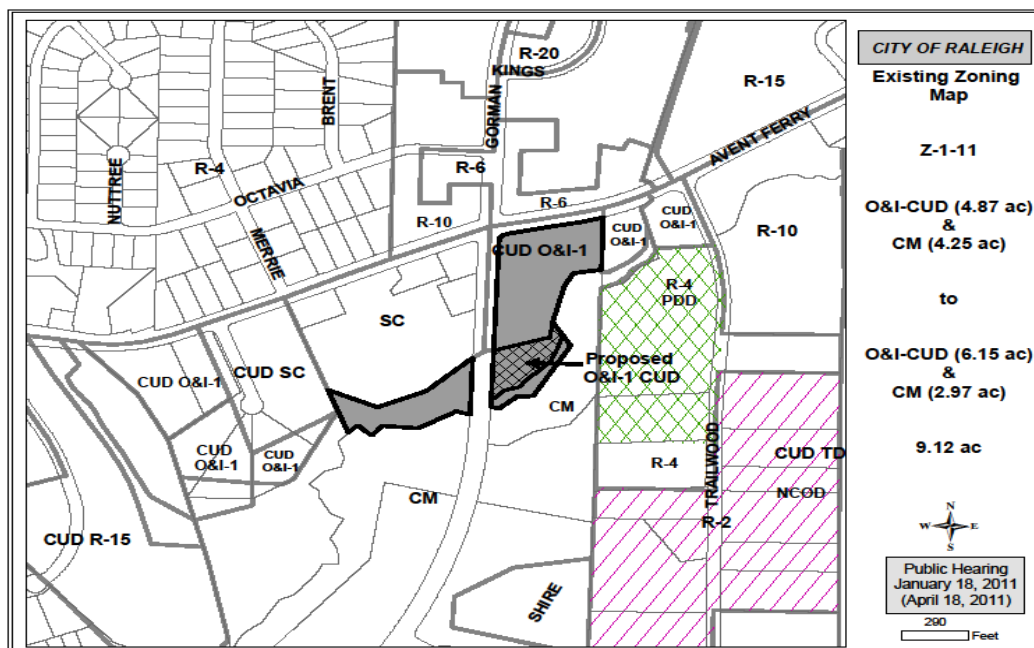 R-20
KINGS
BRENT
GORMAN
R-15
AVENT FERRY
NUTTREE
R-4
OCTAVIA
R-6
R-10
R-6
MERRIE
CUD O&I-1
CUD
O&I-1
CUD
O&I-1
R-10
R-4
PDD
SC
CUD O&I-1
CUD SC
Proposed
O&I-1 CUD
CM
CUD
O&I-1
CUD
O&I-1
R-4
TRAILWOOD
CUD TD
NCOD
CM
R-2
CUD R-15
SHIRE
CITY OF RALEIGH
Existing Zoning
Map
Z-1-11
O&I-CUD (4.87 ac)
&
CM (4.25 ac)
to
O&I-CUD (6.15 ac)
&
CM (2.97 ac)
9.12 ac
N
W E
S
Public Hearing
January 18, 2011
(April 18, 2011)
290
Feet